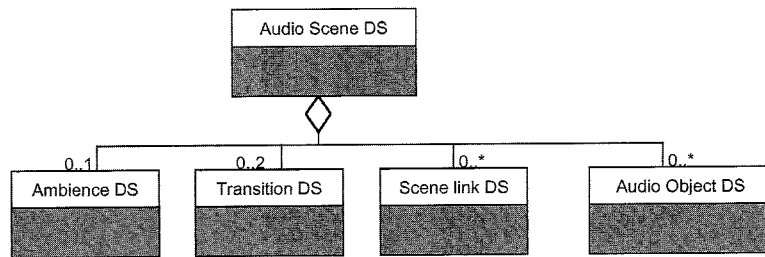 Audio Scene DS
0..1
0..2
0..*
0..*
Ambience DS
Transition DS
Scene link DS
Audio Object DS